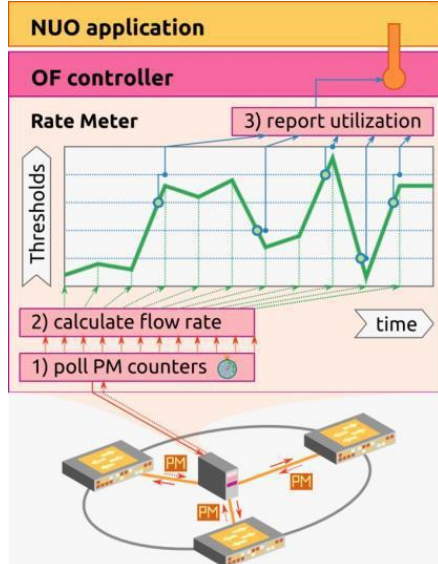 NUO application
OF controller
Rate Meter
3) report utilization
Thresholds
2) calculate flow rate
time
1) poll PM counters
PM
PM
PM